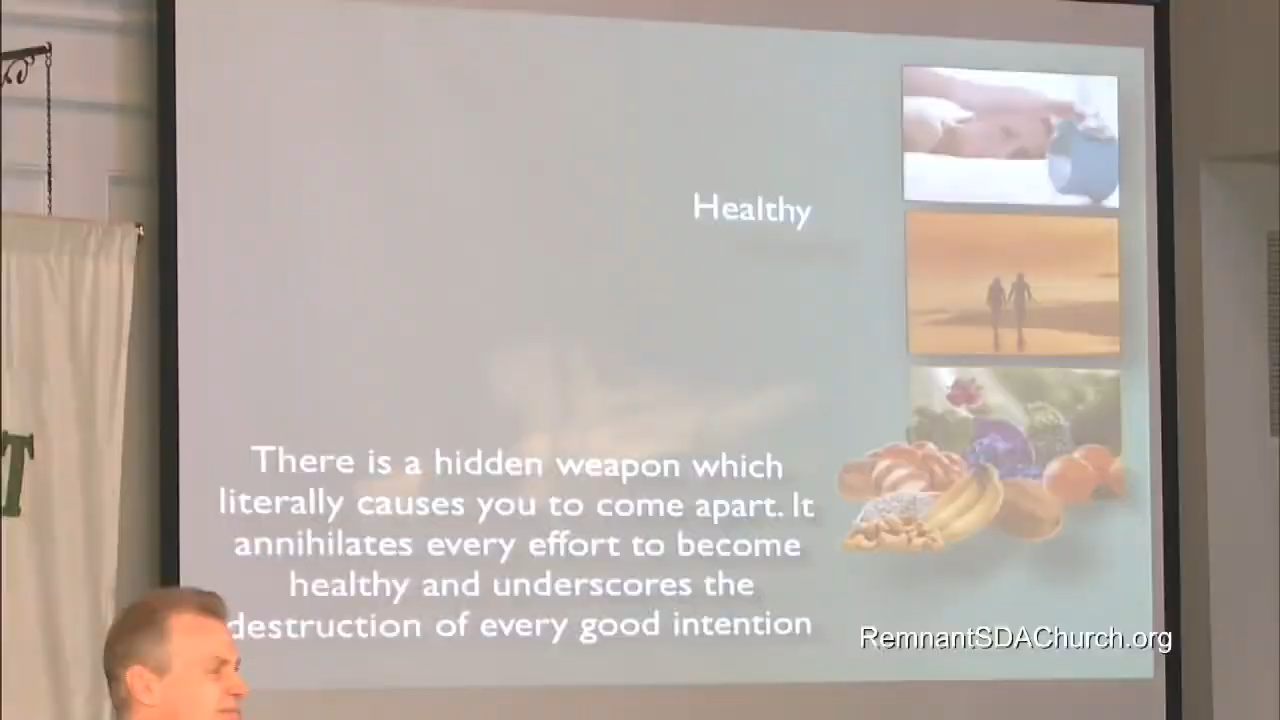 Healthy
There is a hidden weapon which
literally causes you to come apart. It
annihilates every effort to become
healthy and underscores the
destruction of every good intention
RemnantSDAChurch.org
T